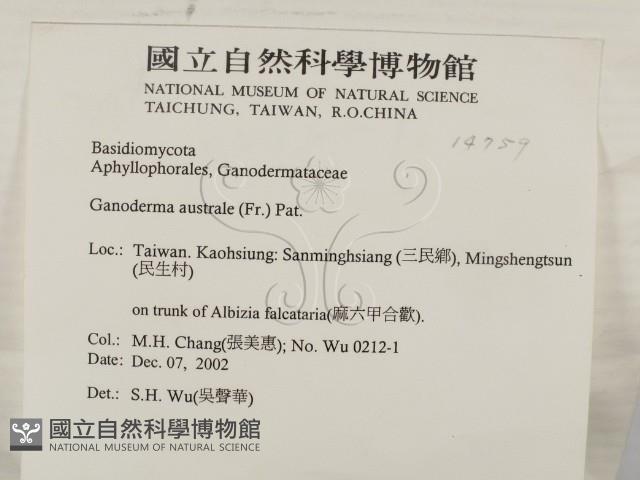 國立自然科學博物館
NATIONAL MUSEUM OF NATURAL SCIENCE
TAICHUNG, TAIWAN, R.O.CHINA
14759
Basidiomycota
Aphyllophorales, Ganodermataceae
Ganoderma australe (Fr.) Pat.
Loc.: Taiwan. Kaohsiung: Sanminghsiang (三民鄉), Mingshengtsun
(民生村)
on trunk of Albizia falcataria(麻六甲合歡).
Col.: M.H. Chang(張美惠); No. Wu 0212-1
Date: Dec. 07, 2002
Det.: S.H. Wu(吳聲華)
國立自然科學博物館
NATIONAL MUSEUM OF NATURAL SCIENCE